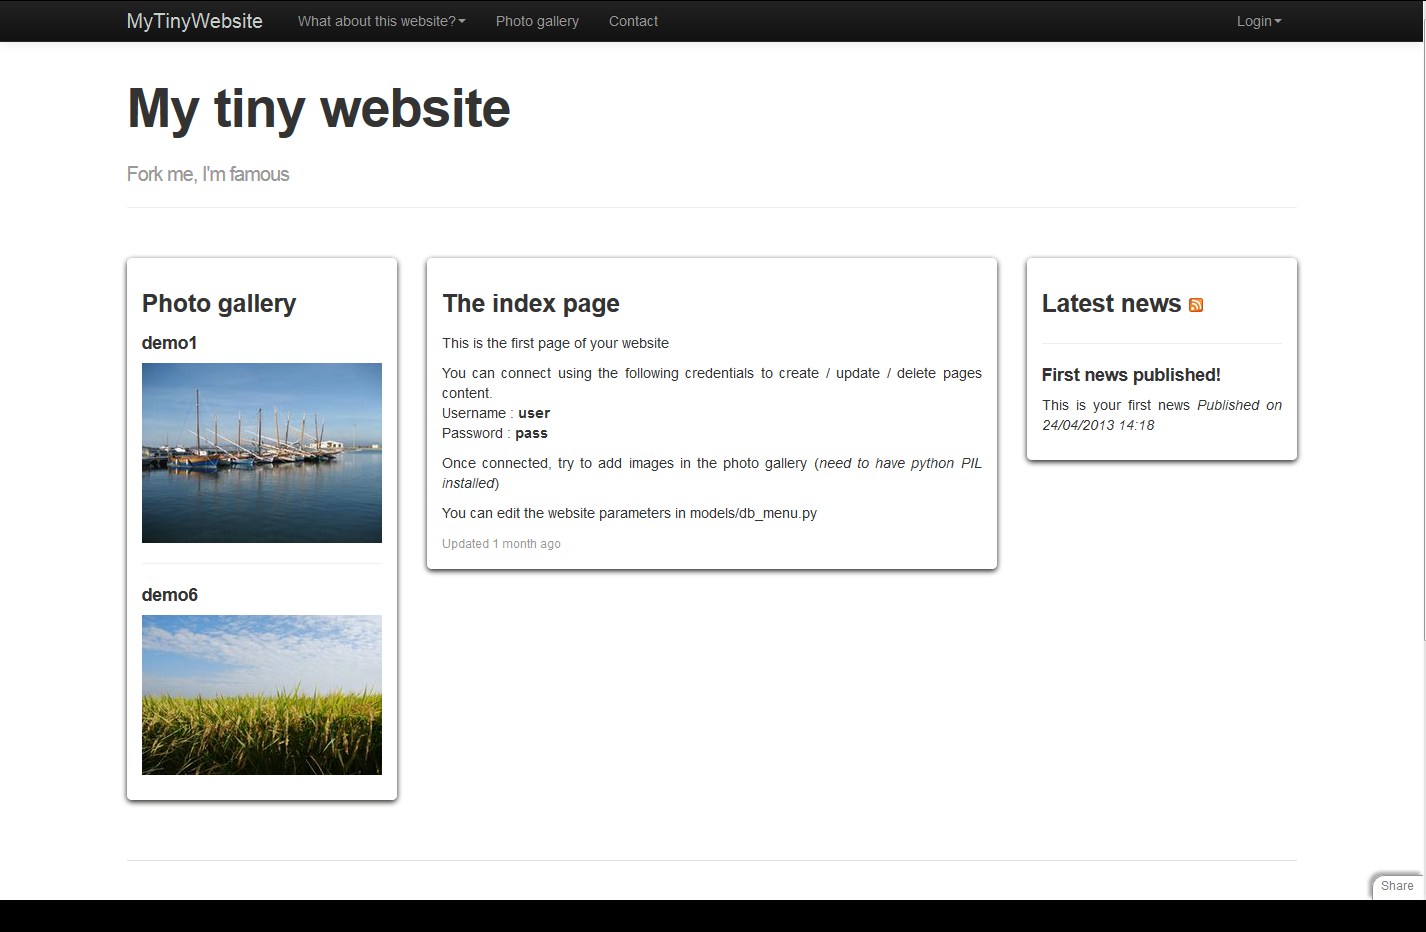 MyTinyWebsite What about this website? Photo gallery Contact Login
My tiny website
Fork me, I'm famous
Photo gallery
demo1
demo6
The index page
This is the first page of your website
You can connect using the following credentials to create / update / delete pages
content.
Username : user
Password : pass
Once connected, try to add images in the photo gallery (need to have python PIL
installed)
You can edit the website parameters in models/db_menu.py
Updated 1 month ago
Latest news
First news published!
This is your first news Published on
24/04/2013 14:18
Share